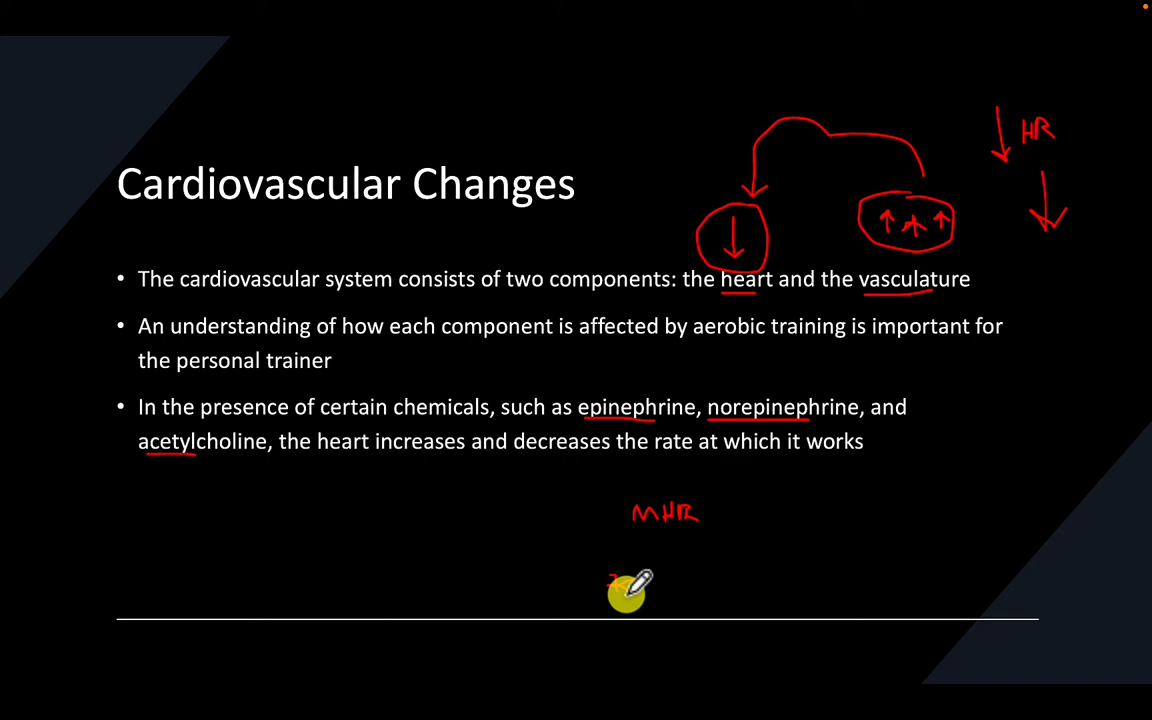 HR
Cardiovascular Changes
• The cardiovascular system consists of two components: the heart and the vasculature
• An understanding of how each component is affected by aerobic training is important for
the personal trainer
• In the presence of certain chemicals, such as epinephrine, norepinephrine, and
acetylcholine, the heart increases and decreases the rate at which it works
MHR